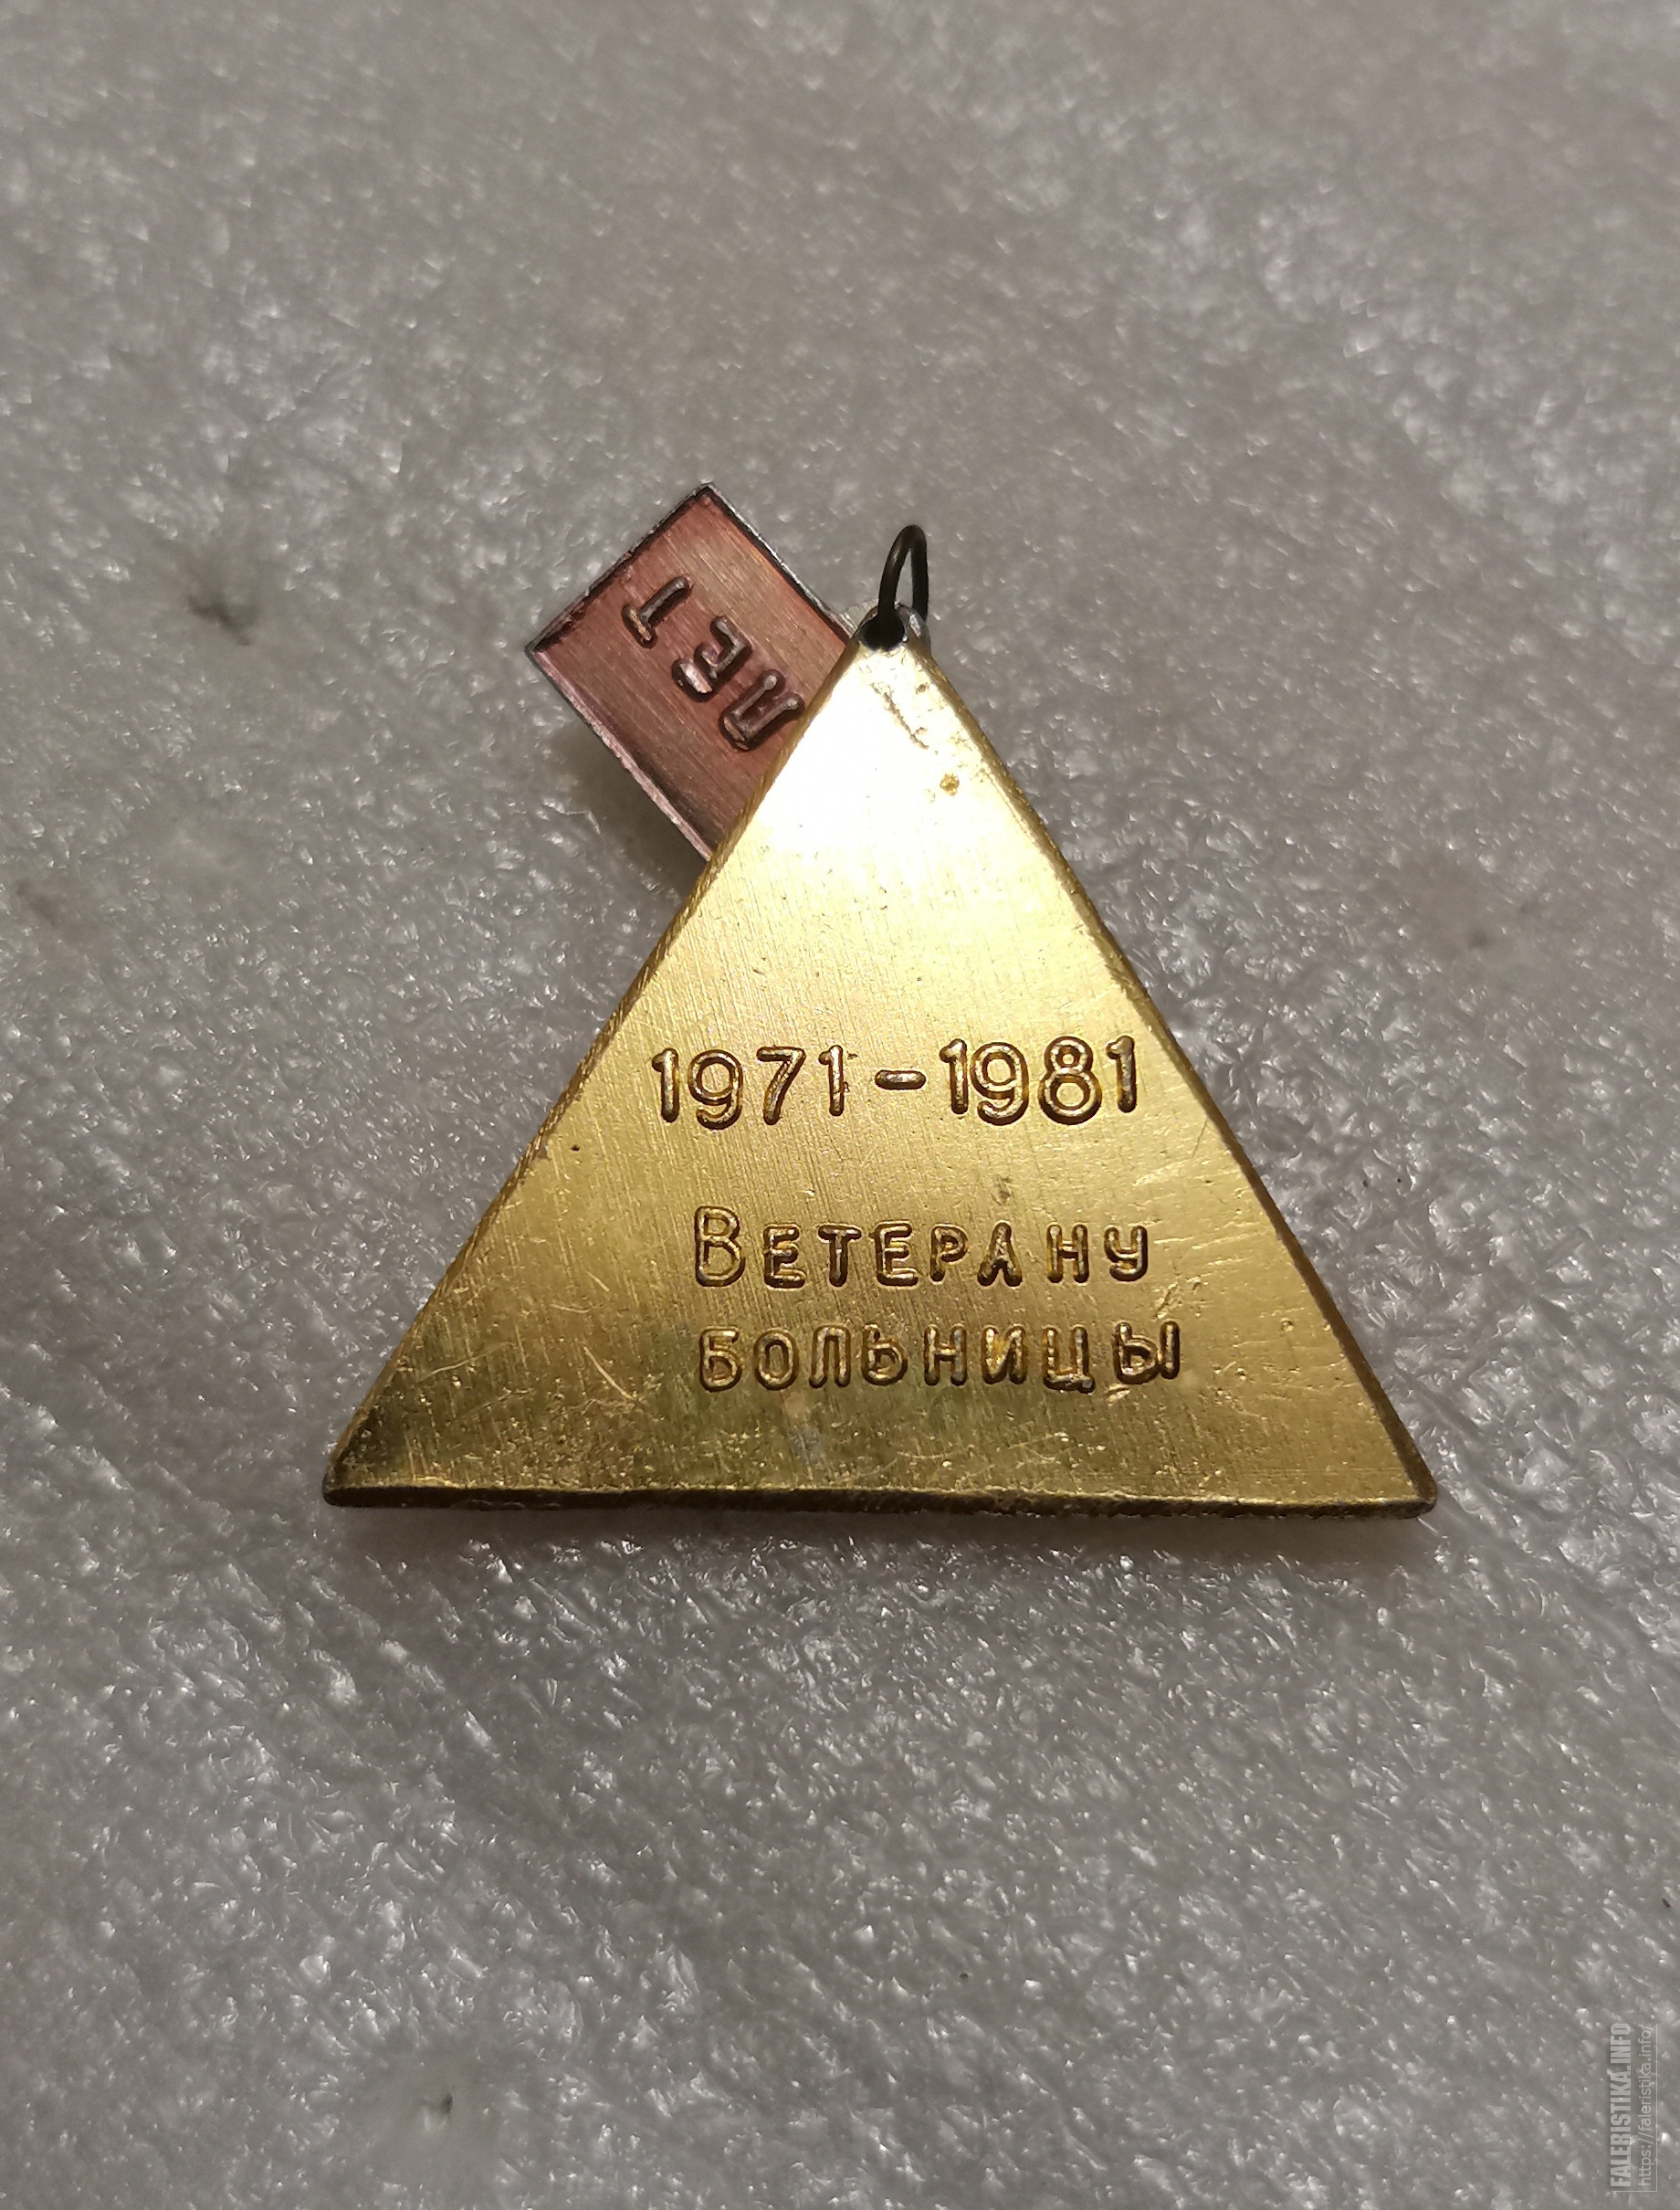 ЛЕТ
1971-1981
ВЕТЕРАНУ
БОЛЬНИЦЫ
FALERISTIKA.INFO
https://faleristika.info/